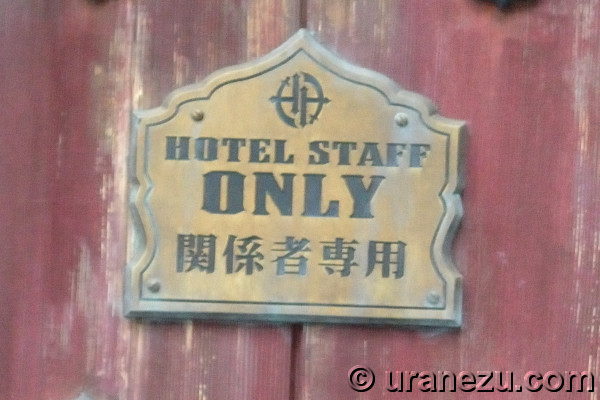 HOTEL STAFF
ONLY
関係者専用
© uranezu.com